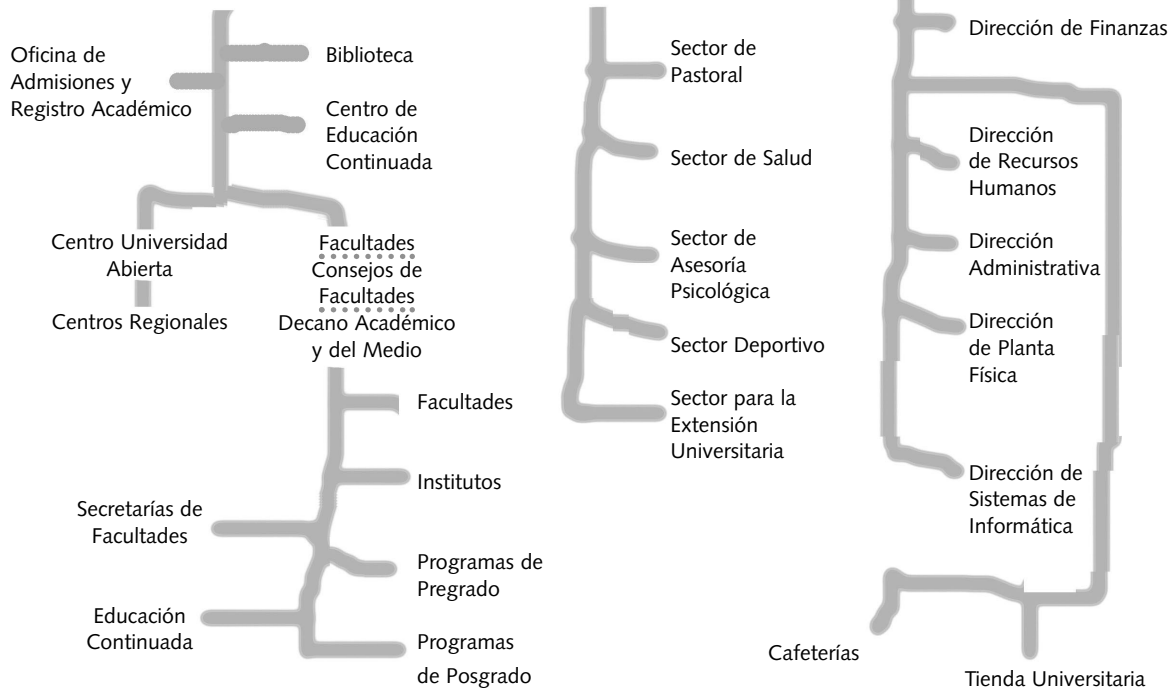 Oficina de
Admisiones y
Registro Académico
Biblioteca
Centro de
Educación
Continuada
Centro Universidad
Abierta
Centros Regionales
Facultades
Consejos de
Facultades
Decano Académico
y del Medio
Facultades
Institutos
Secretarías de
Facultades
Programas de
Pregrado
Educación
Continuada
Programas
de Posgrado
Sector de
Pastoral
Sector de Salud
Sector de
Asesoría
Psicológica
Sector Deportivo
Sector para la
Extensión
Universitaria
Dirección de Finanzas
Dirección
de Recursos
Humanos
Dirección
Administrativa
Dirección
de Planta
Física
Dirección de
Sistemas de
Informática
Cafeterías
Tienda Universitaria